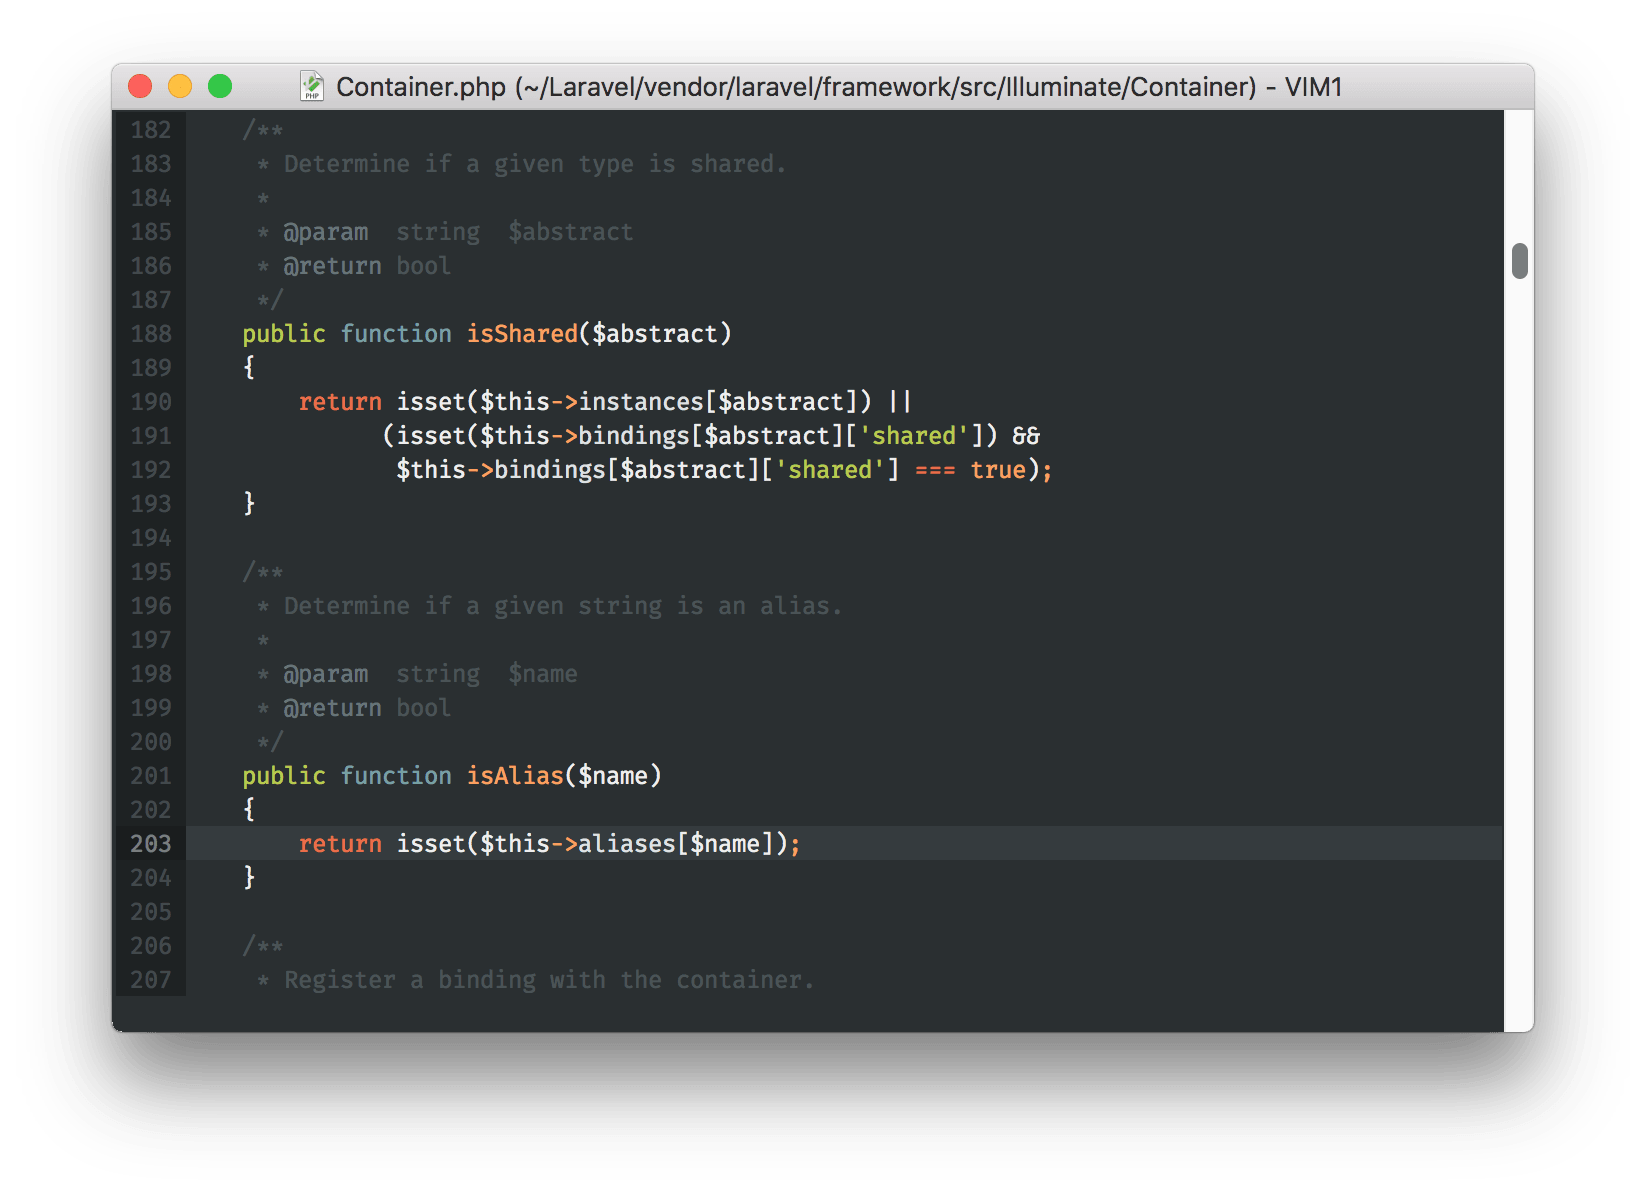 Container.php (~/Laravel/vendor/laravel/framework/src/Illuminate/Container) - VIM1
PHP
182     /**
183      * Determine if a given type is shared.
184      *
185      * @param  string  $abstract
186      * @return bool
187      */
188     public function isShared($abstract)
189     {
190         return isset($this->instances[$abstract]) ||
191               (isset($this->bindings[$abstract]['shared']) &&
192                $this->bindings[$abstract]['shared'] === true);
193     }
194
195     /**
196      * Determine if a given string is an alias.
197      *
198      * @param  string  $name
199      * @return bool
200      */
201     public function isAlias($name)
202     {
203         return isset($this->aliases[$name]);
204     }
205
206     /**
207      * Register a binding with the container.